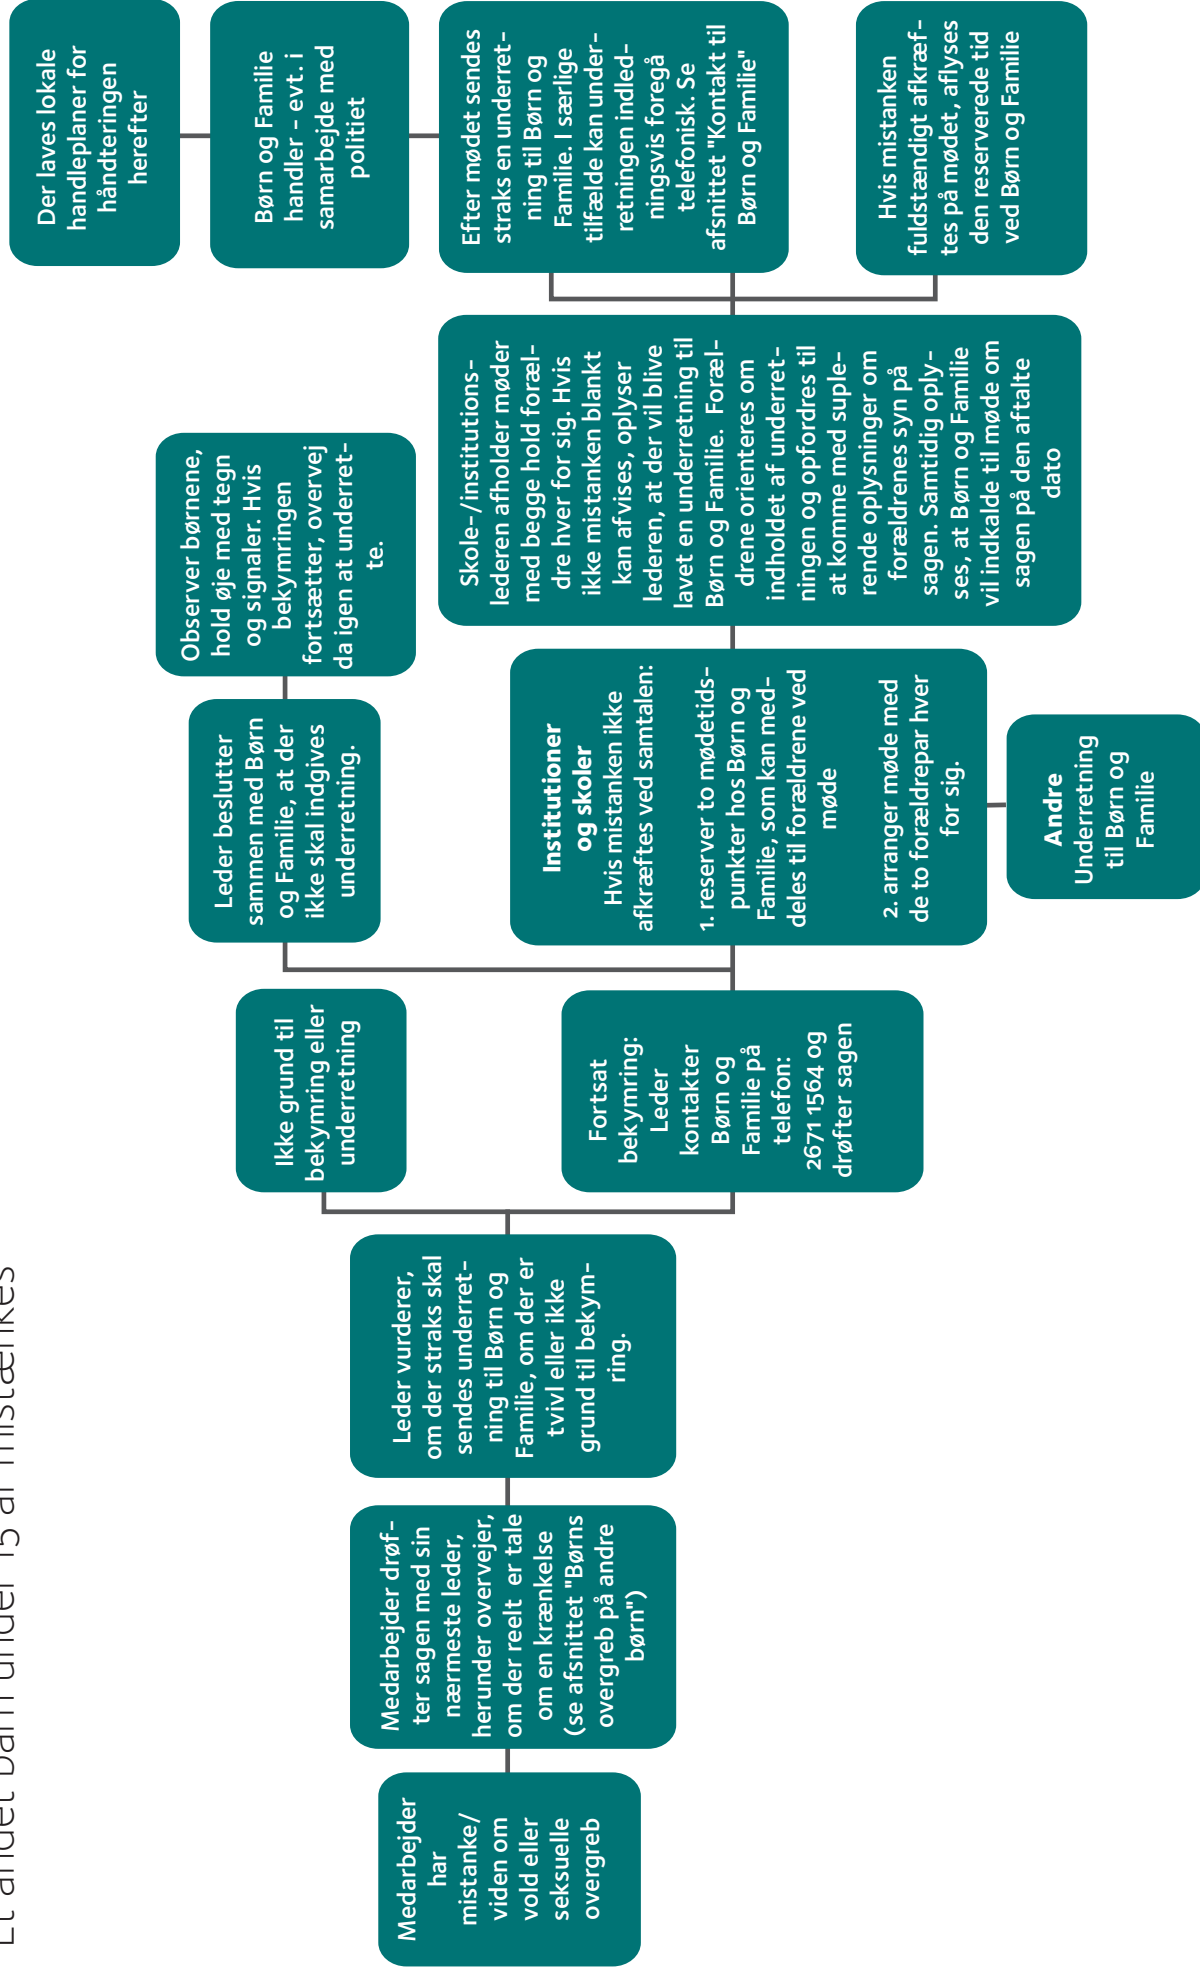 Et andet barn under 15 år mistænkes
Medarbejder
har
mistanke/
viden om
vold eller
seksuelle
overgreb
Medarbejder drøf-
ter sagen med sin
nærmeste leder,
herunder overvejer,
om der reelt er tale
om en krænkelse
(se afsnittet "Børns
overgreb på andre
børn")
Leder vurderer,
om der straks skal
sendes underret-
ning til Børn og
Familie, om der er
tvivl eller ikke
grund til bekym-
ring.
Ikke grund til
bekymring eller
underretning
Fortsat
bekymring:
Leder
kontakter
Børn og
Familie på
telefon:
2671 1564 og
drøfter sagen
Leder beslutter
sammen med Børn
og Familie, at der
ikke skal indgives
underretning.
Observer børnene,
hold øje med tegn
og signaler. Hvis
bekymringen
fortsætter, overvej
da igen at underret-
te.
Institutioner
og skoler
Hvis mistanken ikke
afkræftes ved samtalen:
1. reserver to mødetids-
punkter hos Børn og
Familie, som kan med-
deles til forældrene ved
møde
2. arranger møde med
de to forældrepar hver
for sig.
Andre
Underretning
til Børn og
Familie
Skole-/institutions-
lederen afholder møder
med begge hold foræl-
dre hver for sig. Hvis
ikke mistanken blankt
kan afvises, oplyser
lederen, at der vil blive
lavet en underretning til
Børn og Familie. Foræl-
drene orienteres om
indholdet af underret-
ningen og opfordres til
at komme med suple-
rende oplysninger om
forældrenes syn på
sagen. Samtidig oply-
ses, at Børn og Familie
vil indkalde til møde om
sagen på den aftalte
dato
Efter mødet sendes
straks en underret-
ning til Børn og
Familie. I særlige
tilfælde kan under-
retningen indled-
ningsvis foregå
telefonisk. Se
afsnittet "Kontakt til
Børn og Familie"
Hvis mistanken
fuldstændigt afkræf-
tes på mødet, aflyses
den reserverede tid
ved Børn og Familie
Børn og Familie
handler - evt. i
samarbejde med
politiet
Der laves lokale
handleplaner for
håndteringen
herefter